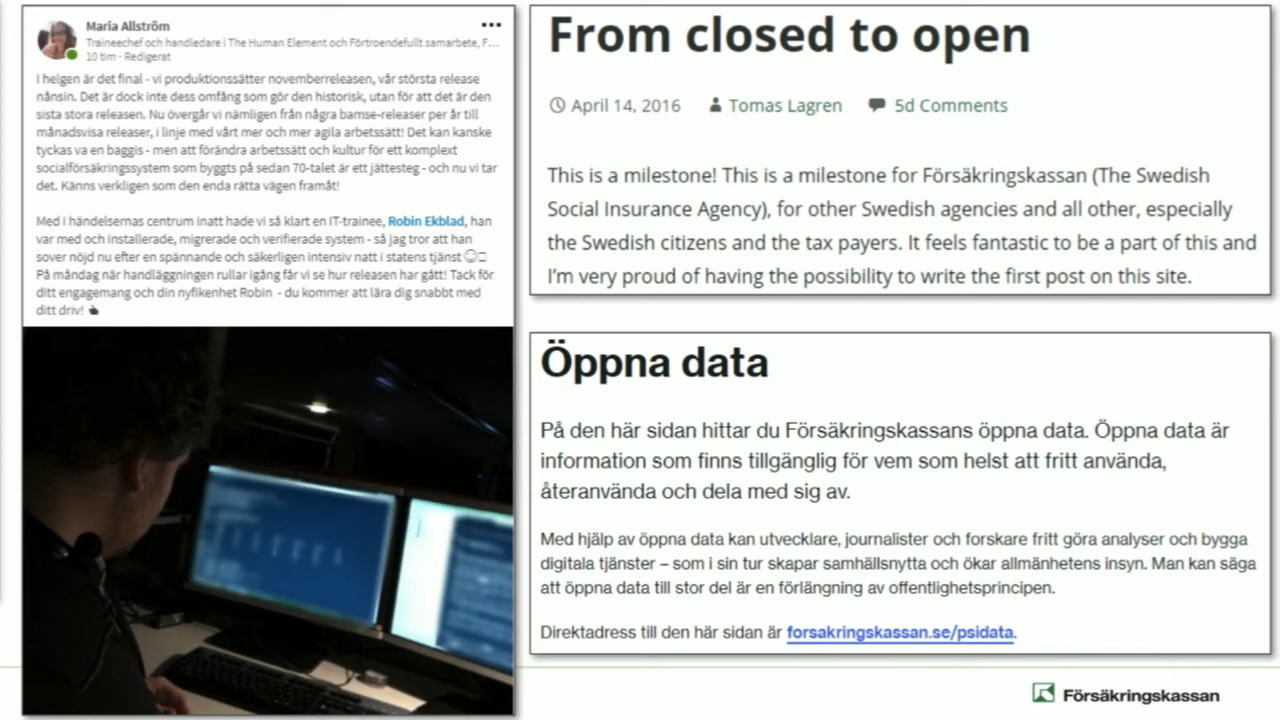 Maria Allström
Traineechef och handledare i The Human Element och Förtroendefullt samarbete, F...
10 tim - Redigerat
I helgen är det final - vi produktionssätter novemberreleasen, vår största release
nånsin. Det är dock inte dess omfång som gör den historisk, utan för att det är den
sista stora releasen. Nu övergår vi nämligen från några bamse-releaser per år till
månadsvisa releaser, i linje med vårt mer och mer agila arbetssätt! Det kan kanske
tyckas va en baggis - men att förändra arbetssätt och kultur för ett komplext
socialförsäkringssystem som byggts på sedan 70-talet är ett jättesteg - och nu vi tar
det. Känns verkligen som den enda rätta vägen framåt!
Med i händelsernas centrum inatt hade vi så klart en IT-trainee, Robin Ekblad, han
var med och installerade, migrerade och verifierade system - så jag tror att han
sover nöjd nu efter en spännande och säkerligen intensiv natt i statens tjänst ☺□
På måndag när handläggningen rullar igång får vi se hur releasen har gått! Tack för
ditt engagemang och din nyfikenhet Robin - du kommer att lära dig snabbt med
ditt driv!
From closed to open
April 14, 2016 Tomas Lagren 5d Comments
This is a milestone! This is a milestone for Försäkringskassan (The Swedish
Social Insurance Agency), for other Swedish agencies and all other, especially
the Swedish citizens and the tax payers. It feels fantastic to be a part of this and
I'm very proud of having the possibility to write the first post on this site.
Öppna data
På den här sidan hittar du Försäkringskassans öppna data. Öppna data är
information som finns tillgänglig för vem som helst att fritt använda,
återanvända och dela med sig av.
Med hjälp av öppna data kan utvecklare, journalister och forskare fritt göra analyser och bygga
digitala tjänster – som i sin tur skapar samhällsnytta och ökar allmänhetens insyn. Man kan säga
att öppna data till stor del är en förlängning av offentlighetsprincipen.
Direktadress till den här sidan är forsakringskassan.se/psidata.
Försäkringskassan